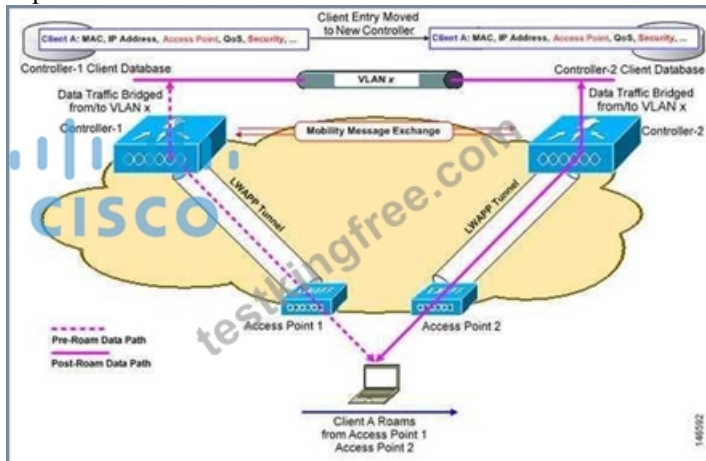 Client Entry Moved
to New Controller
Client A: MAC, IP Address, Access Point, QoS, Security, ...
Client A: MAC, IP Address, Access Point, QoS, Security, ...
Controller-1 Client Database
Controller-2 Client Database
VLAN x
Data Traffic Bridged
from/to VLAN x
Data Traffic Bridged
from/to VLAN x
Controller-1
Mobility Message Exchange
Controller-2
CISCO
LWAPP Tunnel
LWAPP Tunnel
testkingfree.com
Access Point 1
Access Point 2
Pre-Roam Data Path
Post-Roam Data Path
Client A Roams
from Access Point 1
Access Point 2
146592